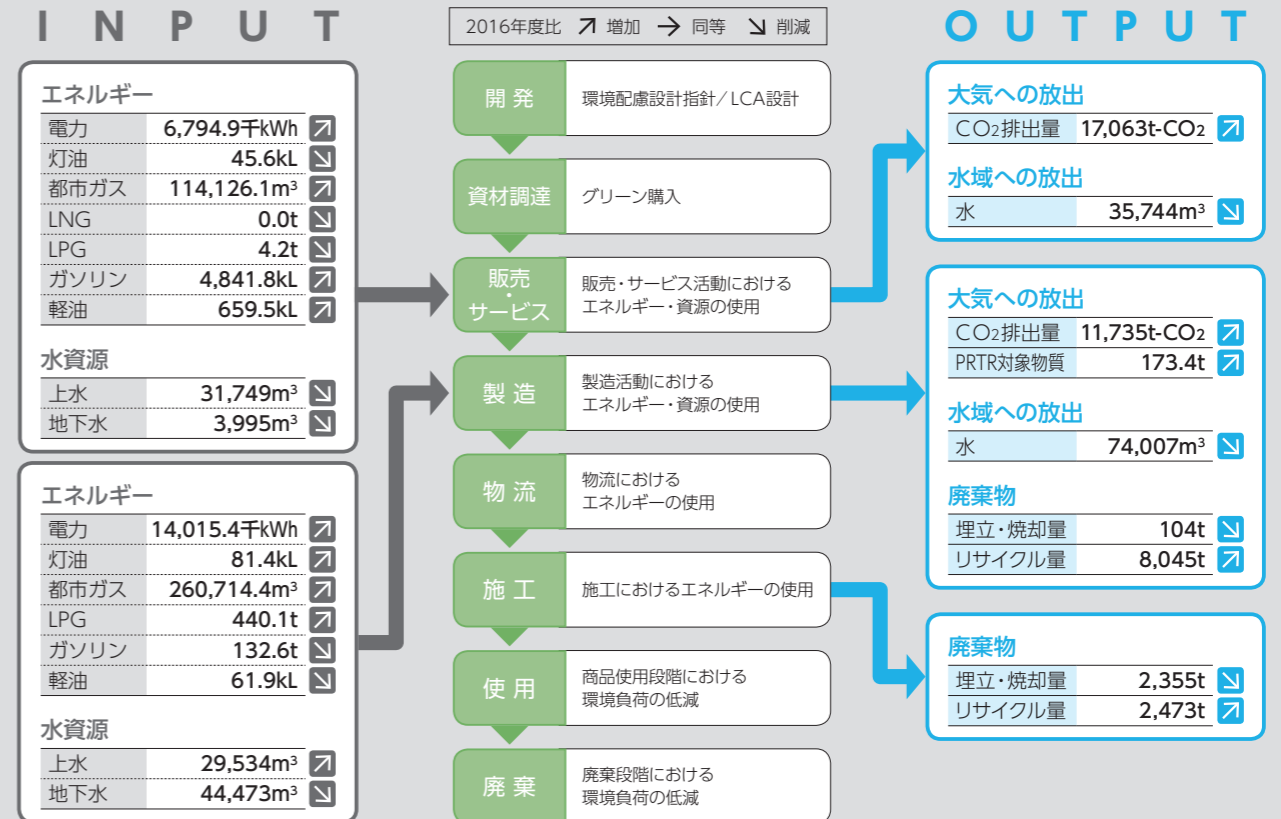 INPUT
エネルギー
電力 6,794.9千kWh ↗
灯油 45.6kL ↘
都市ガス 114,126.1m³ ↗
LNG 0.0t ↘
LPG 4.2t ↘
ガソリン 4,841.8kL ↗
軽油 659.5kL ↗
水資源
上水 31,749m³ ↘
地下水 3,995m³ ↘
エネルギー
電力 14,015.4千kWh ↗
灯油 81.4kL ↗
都市ガス 260,714.4m³ ↗
LPG 440.1t ↗
ガソリン 132.6t ↘
軽油 61.9kL ↘
水資源
上水 29,534m³ ↗
地下水 44,473m³ ↘
2016年度比 ↗ 増加 → 同等 ↘ 削減
開発 環境配慮設計指針/LCA設計
資材調達 グリーン購入
販売
・
サービス
販売・サービス活動における
エネルギー・資源の使用
製造
製造活動における
エネルギー・資源の使用
物流
物流における
エネルギーの使用
施工 施工におけるエネルギーの使用
使用
商品使用段階における
環境負荷の低減
廃棄
廃棄段階における
環境負荷の低減
OUTPUT
大気への放出
CO₂排出量 17,063t-CO₂ ↗
水域への放出
水 35,744m³ ↘
大気への放出
CO₂排出量 11,735t-CO₂ ↗
PRTR対象物質 173.4t ↗
水域への放出
水 74,007m³ ↘
廃棄物
埋立・焼却量 104t ↘
リサイクル量 8,045t ↗
廃棄物
埋立・焼却量 2,355t ↘
リサイクル量 2,473t ↗